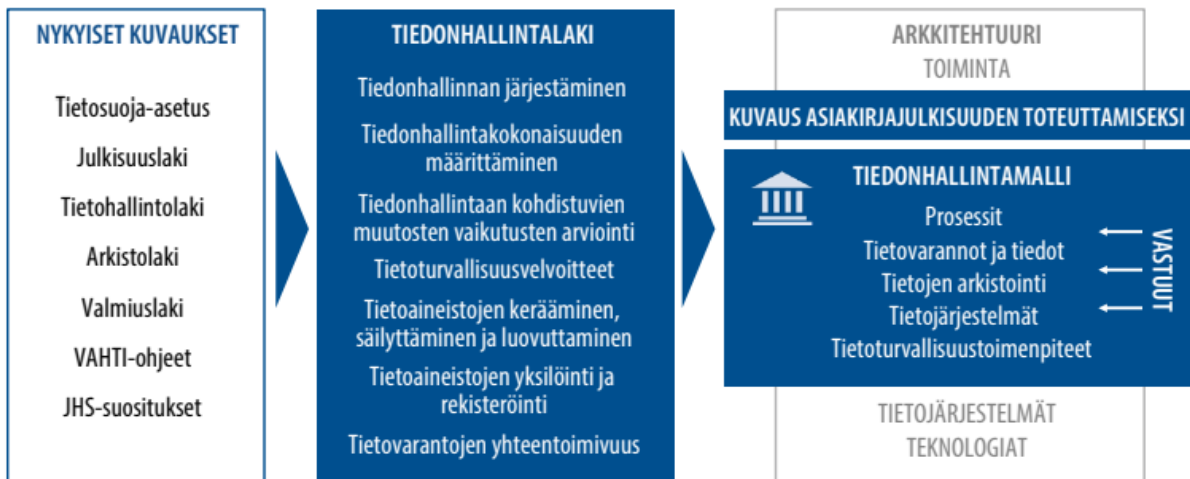 NYKYISET KUVAUKSET
Tietosuoja-asetus
Julkisuuslaki
Tietohallintolaki
Arkistolaki
Valmiuslaki
VAHTI-ohjeet
JHS-suositukset
TIEDONHALLINTALAKI
Tiedonhallinnan järjestäminen
Tiedonhallintakokonaisuuden
määrittäminen
Tiedonhallintaan kohdistuvien
muutosten vaikutusten arviointi
Tietoturvallisuusvelvoitteet
Tietoaineistojen kerääminen,
säilyttäminen ja luovuttaminen
Tietoaineistojen yksilöinti ja
rekisteröinti
Tietovarantojen yhteentoimivuus
ARKKITEHTUURI
TOIMINTA
KUVAUS ASIAKIRJAJULKISUUDEN TOTEUTTAMISEKSI
TIEDONHALLINTAMALLI
Prosessit
Tietovarannot ja tiedot
Tietojen arkistointi
Tietojärjestelmät
Tietoturvallisuustoimenpiteet
VASTUUT
TIETOJÄRJESTELMÄT
TEKNOLOGIAT